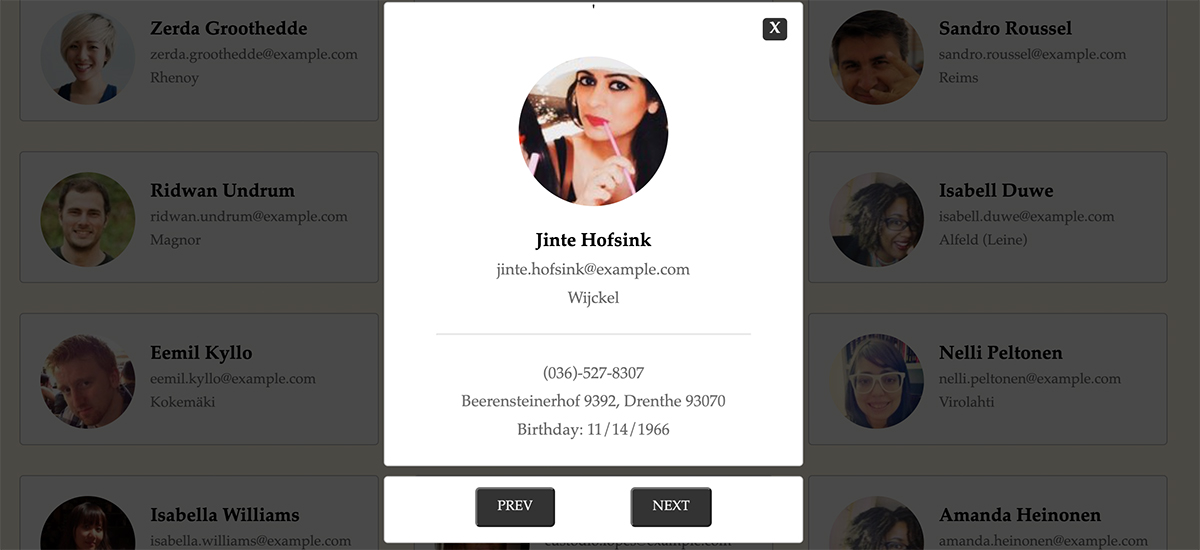 Zerda Groothedde
zerda.groothedde@example.com
Rhenoy
Ridwan Undrum
ridwan.undrum@example.com
Magnor
Eemil Kyllo
eemil.kyllo@example.com
Kokemäki
Isabella Williams
isabella.williams@example.com
X
Jinte Hofsink
jinte.hofsink@example.com
Wijckel
(036)-527-8307
Beerensteinerhof 9392, Drenthe 93070
Birthday: 11/14/1966
PREV
NEXT
Sandro Roussel
sandro.roussel@example.com
Reims
Isabell Duwe
isabell.duwe@example.com
Alfeld (Leine)
Nelli Peltonen
nelli.peltonen@example.com
Virolahti
Amanda Heinonen
amanda.heinonen@example.com